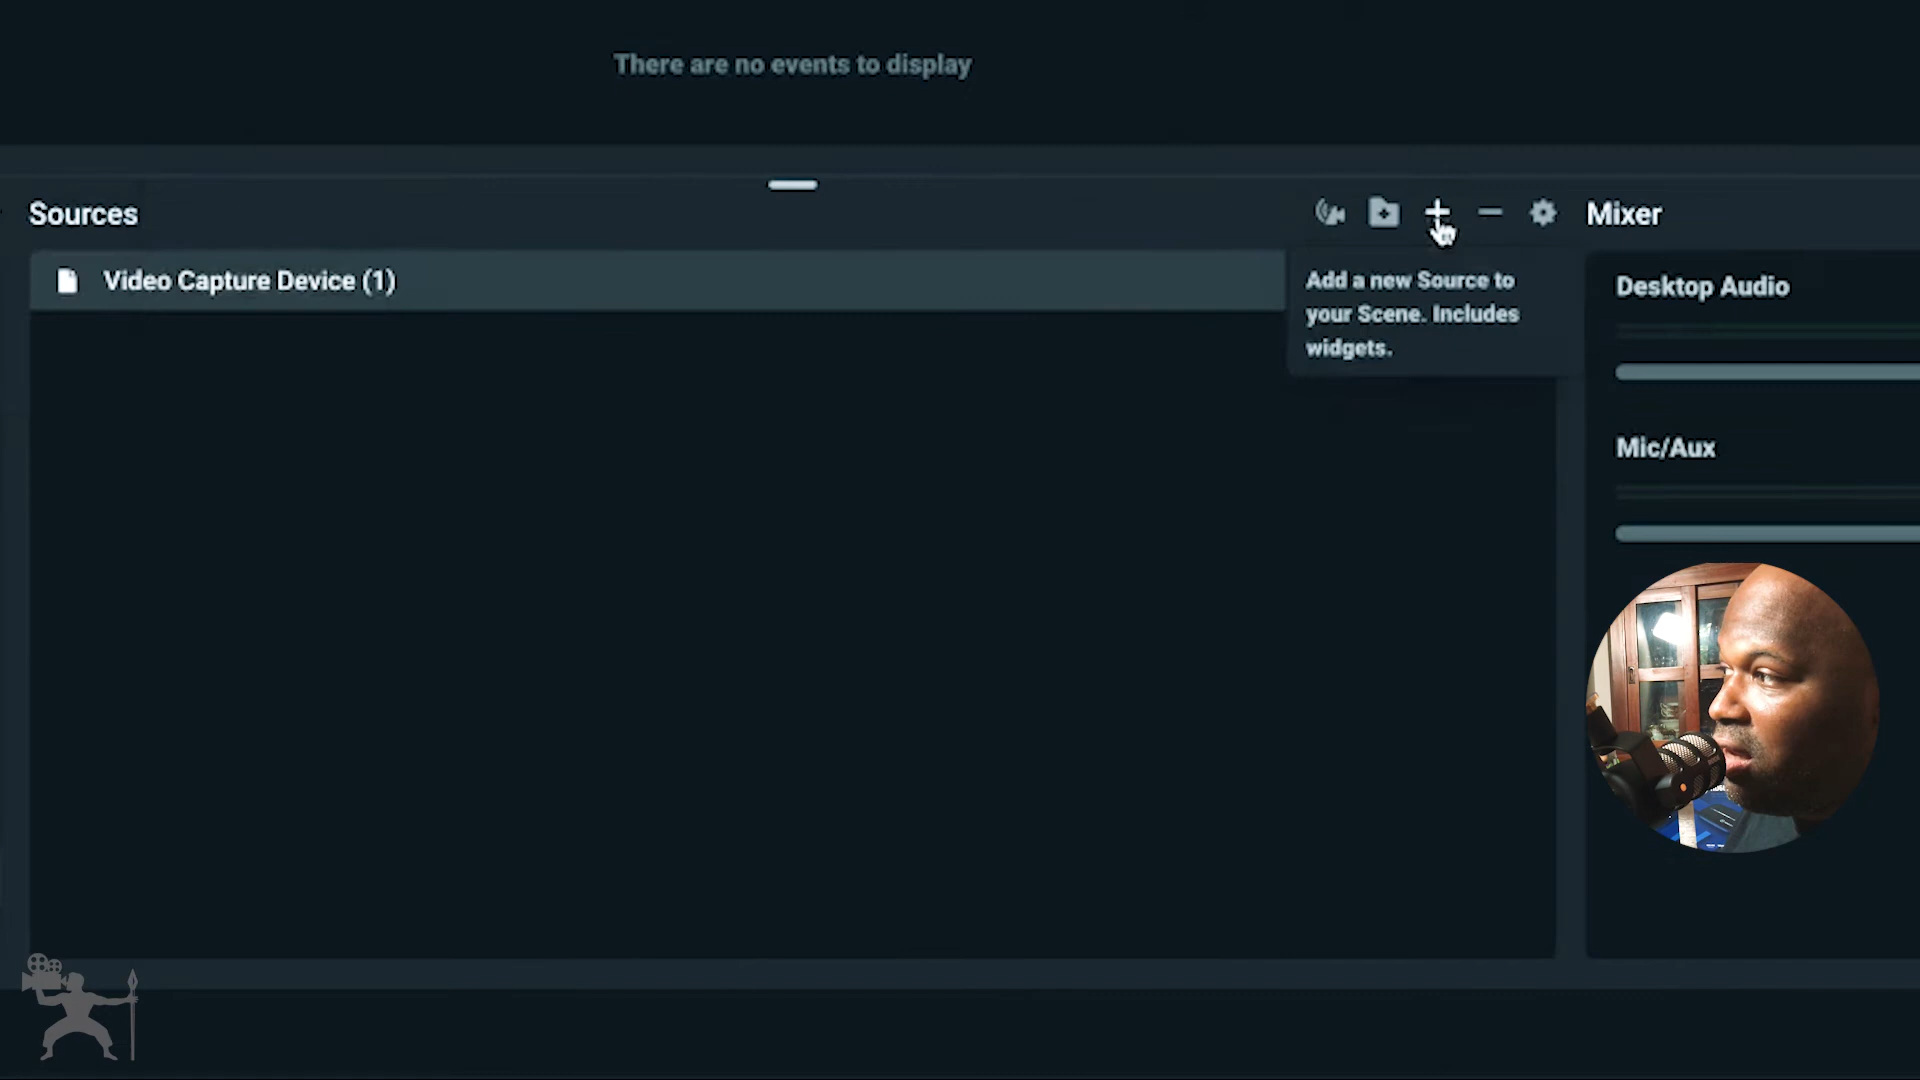 There are no events to display
Sources
Mixer
Video Capture Device (1)
Add a new Source to
your Scene. Includes
widgets.
Desktop Audio
Mic/Aux